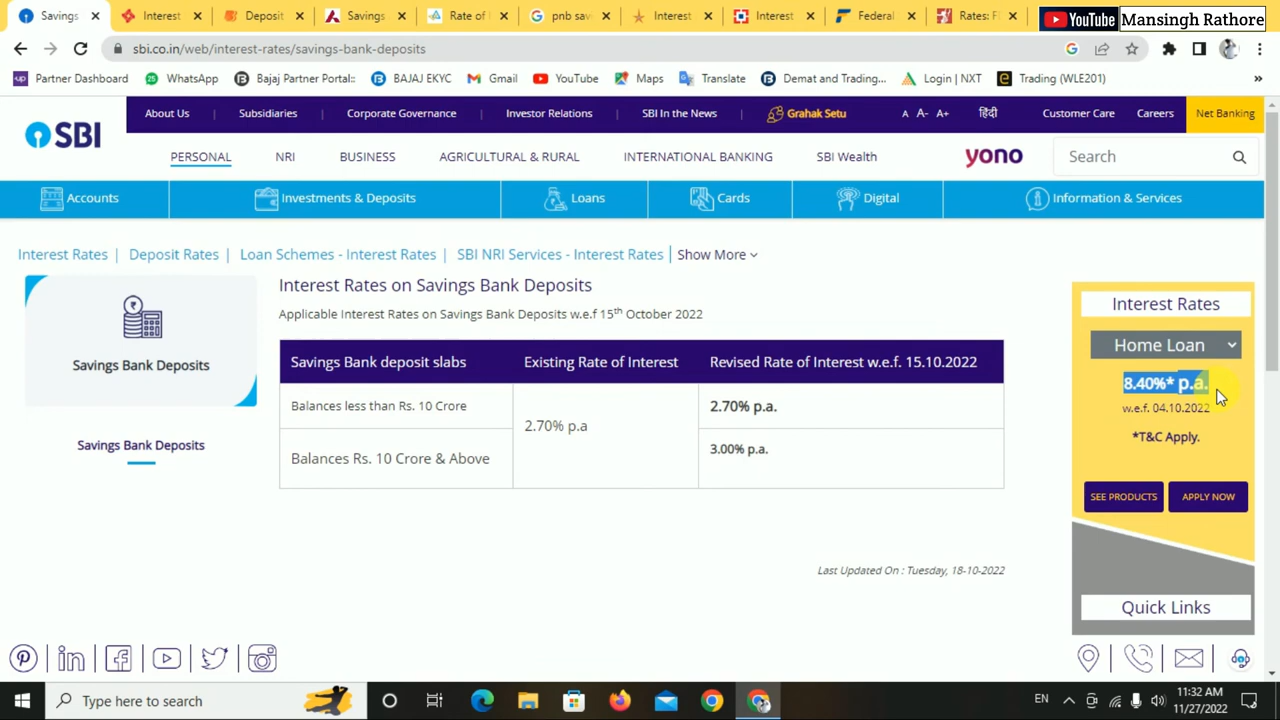 Savings
Interest
Deposit
Savings
Rate of
pnb sav
Interest
Interest
Federal
Rates: F
YouTube
Mansingh Rathore
sbi.co.in/web/interest-rates/savings-bank-deposits
Partner Dashboard
WhatsApp
Bajaj Partner Portal::
BAJAJ EKYC
Gmail
YouTube
Maps
Translate
Demat and Trading...
Login | NXT
Trading (WLE201)
»
SBI
About Us
Subsidiaries
Corporate Governance
Investor Relations
SBI In the News
Grahak Setu
A A- A+
हिंदी
Customer Care
Careers
Net Banking
PERSONAL
NRI
BUSINESS
AGRICULTURAL & RURAL
INTERNATIONAL BANKING
SBI Wealth
yono
Search
Accounts
Investments & Deposits
Loans
Cards
Digital
Information & Services
Interest Rates | Deposit Rates | Loan Schemes - Interest Rates | SBI NRI Services - Interest Rates | Show More
Savings Bank Deposits
Savings Bank Deposits
Interest Rates on Savings Bank Deposits
Applicable Interest Rates on Savings Bank Deposits w.e.f 15th October 2022
Savings Bank deposit slabs
Existing Rate of Interest
Revised Rate of Interest w.e.f. 15.10.2022
Balances less than Rs. 10 Crore
2.70% p.a
2.70% p.a.
Balances Rs. 10 Crore & Above
3.00% p.a.
Last Updated On : Tuesday, 18-10-2022
Interest Rates
Home Loan
8.40%* p.a.
w.e.f. 04.10.2022
*T&C Apply.
SEE PRODUCTS
APPLY NOW
Quick Links
Type here to search
EN
11:32 AM
11/27/2022